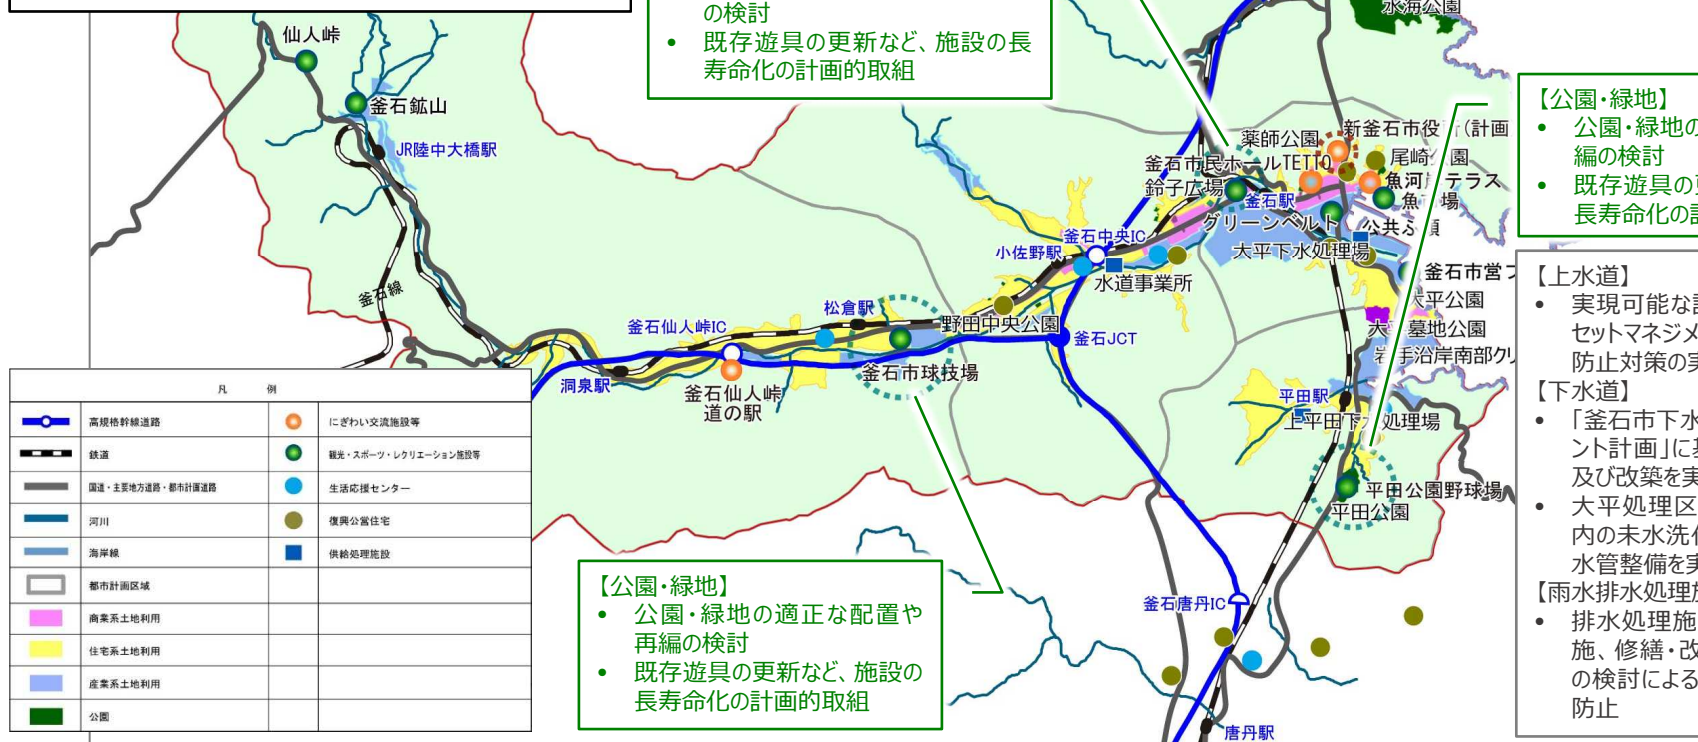 の検討
• 既存遊具の更新など、施設の長
寿命化の計画的取組
水海公園
仙人峠
釜石鉱山
JR陸中大橋駅
釜石線
【公園・緑地】
• 公園・緑地の
編の検討
• 既存遊具の更
長寿命化の計
薬師公園
新釜石市役
(計画
釜石市民ホールTETTO
尾崎公園
鈴子広場
釜石駅
魚河岸テラス
魚市場
グリーンベルト
公共ふ頭
釜石中央IC
小佐野駅
大平下水処理場
水道事業所
釜石市営プ
大平公園
松倉駅
野田中央公園
釜石仙人峠IC
釜石JCT
大平墓地公園
岩手沿岸南部クリ
洞泉駅
釜石仙人峠
道の駅
釜石市球技場
平田駅
上平田下水処理場
平田公園野球場
平田公園
釜石唐丹IC
唐丹駅
【上水道】
• 実現可能な計
セットマネジメ
防止対策の実
【下水道】
• 「釜石市下水
ント計画」に基
及び改築を実
• 大平処理区
内の未水洗化
水管整備を実
【雨水排水処理施
• 排水処理施
施、修繕・改
の検討による
防止
凡 例
高規格幹線道路
にぎわい交流施設等
鉄道
観光・スポーツ・レクリエーション施設等
国道・主要地方道路・都市計画道路
生活応援センター
河川
復興公営住宅
海岸線
供給処理施設
都市計画区域
商業系土地利用
住宅系土地利用
産業系土地利用
公園
【公園・緑地】
• 公園・緑地の適正な配置や
再編の検討
• 既存遊具の更新など、施設の
長寿命化の計画的取組